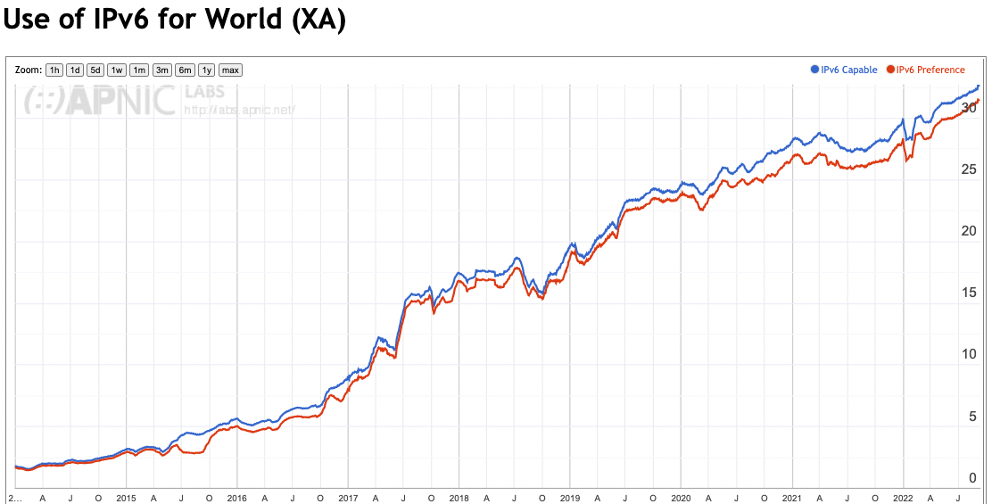 Use of IPv6 for World (XA)
Zoom: 1h 1d 5d 1w 1m 3m 6m 1y max
IPv6 Capable IPv6 Preference
(::)APNIC LABS
http://labs.apnic.net/
30
25
20
15
10
5
0
2... A J O 2015 A J O 2016 A J O 2017 A J O 2018 A J O 2019 A J O 2020 A J O 2021 A J O 2022 A J